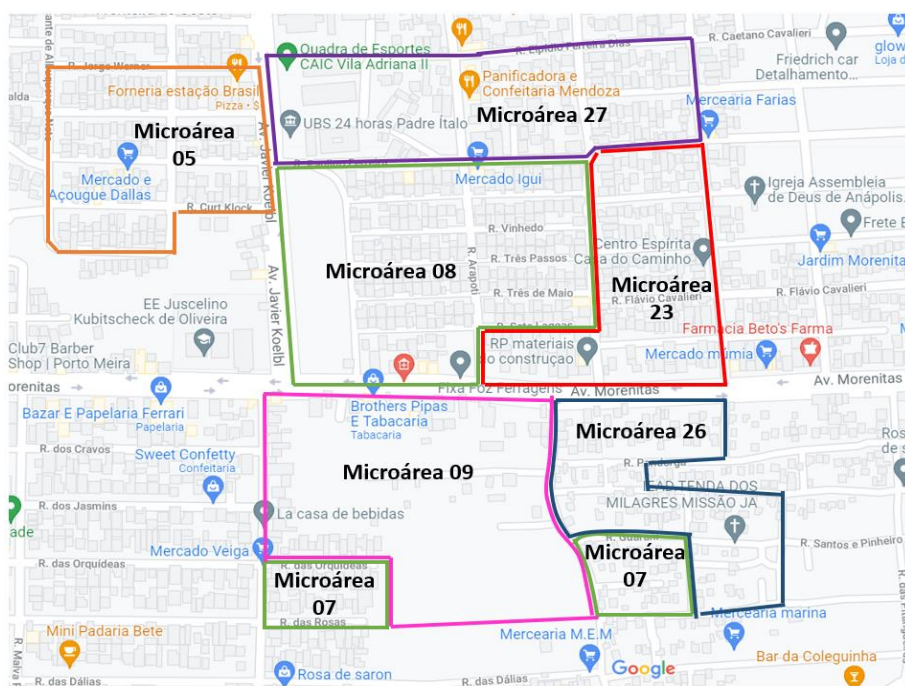 R. Caetano Cavalieri
R. Elpídio Ferreira Dias
Quadra de Esportes
CAIC Vila Adriana II
glow
Loja d
Friedrich car
Detalhamento...
R. Jorge Werner
Forneria estação Brasil
Pizza • $
Panificadora e
Confeitaria Mendoza
Microárea 27
Mercearia Farias
UBS 24 horas Padre Ítalo
Microárea
05
Av. Javier Koelbl
Mercado e
Açougue Dallas
Mercado Igui
Igreja Assembleia
de Deus de Anápolis.
R. Curt Klock
R. Vinhedo
Frete E
Centro Espírita
Casa do Caminho
R. Três Passos
R. Arapoti
Jardim Morenita
Microárea 08
Av. Javier Koelbl
Microárea
23
R. Três de Maio
R. Flávio Cavalieri
R. Flávio Cavalieri
EE Juscelino
Kubitscheck de Oliveira
R. Sete Lagoas
Farmácia Beto's Farma
RP materiais
Mercado múmia
Club7 Barber
Shop | Porto Meira
Fixa Foz Ferragens
orenitas
Av. Morenitas
Av. Morenitas
Bazar E Papelaria Ferrari
Papelaria
Brothers Pipas
E Tabacaria
Tabacaria
Microárea 26
R. dos Cravos
Sweet Confetty
Confeitaria
Microárea 09
Ros
de s
EAD TENDA DOS
MILAGRES MISSÃO JÁ
R. dos Jasmins
La casa de bebidas
ade
R. Guarani
R. Santos e Pinheiro
Mercado Veiga
R. das Orquídeas
R. das Orquídeas
Microárea
07
Microárea
07
R. das Rosas
Mercearia marina
Mini Padaria Bete
Mercearia M.E.M
R. Malva
Rosa de saron
Google
Bar da Coleguinha
R. das Dálias
R. das Dálias